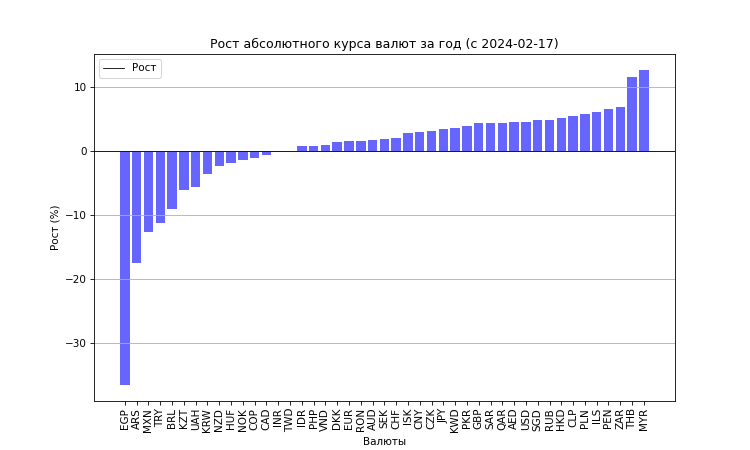 Рост абсолютного курса валют за год (с 2024-02-17)
Рост
10
0
−10
−20
−30
Рост (%)
EGP
ARS
MXN
TRY
BRL
KZT
UAH
KRW
NZD
HUF
NOK
COP
CAD
INR
TWD
IDR
PHP
VND
DKK
EUR
RON
AUD
SEK
CHF
ISK
CNY
CZK
JPY
KWD
PKR
GBP
SAR
QAR
AED
USD
SGD
RUB
HKD
CLP
PLN
ILS
PEN
ZAR
THB
MYR
Валюты